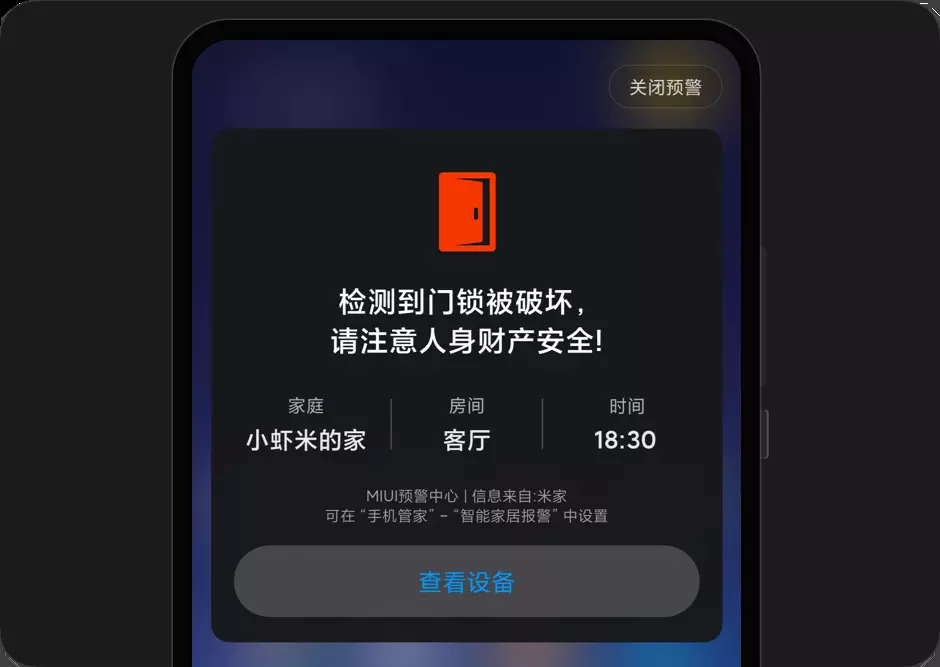 关闭预警
检测到门锁被破坏，
请注意人身财产安全!
家庭
房间
时间
小虾米的家
客厅
18:30
MIUI预警中心 | 信息来自:米家
可在 “手机管家” – “智能家居报警” 中设置
查看设备